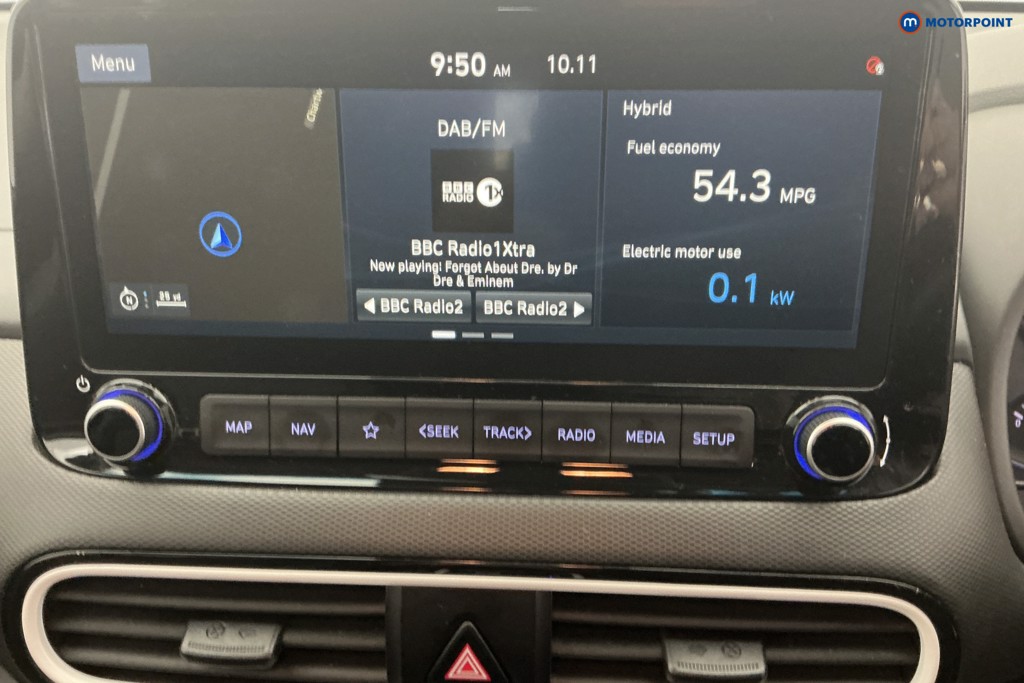 MOTORPOINT
Menu
9:50 AM 10.11
DAB/FM
BBC
RADIO 1X
BBC Radio1Xtra
Now playing: Forgot About Dre. by Dr
Dre & Eminem
BBC Radio2
BBC Radio2
Hybrid
Fuel economy
54.3 MPG
Electric motor use
0.1 kW
N
MAP
NAV
<SEEK
TRACK>
RADIO
MEDIA
SETUP